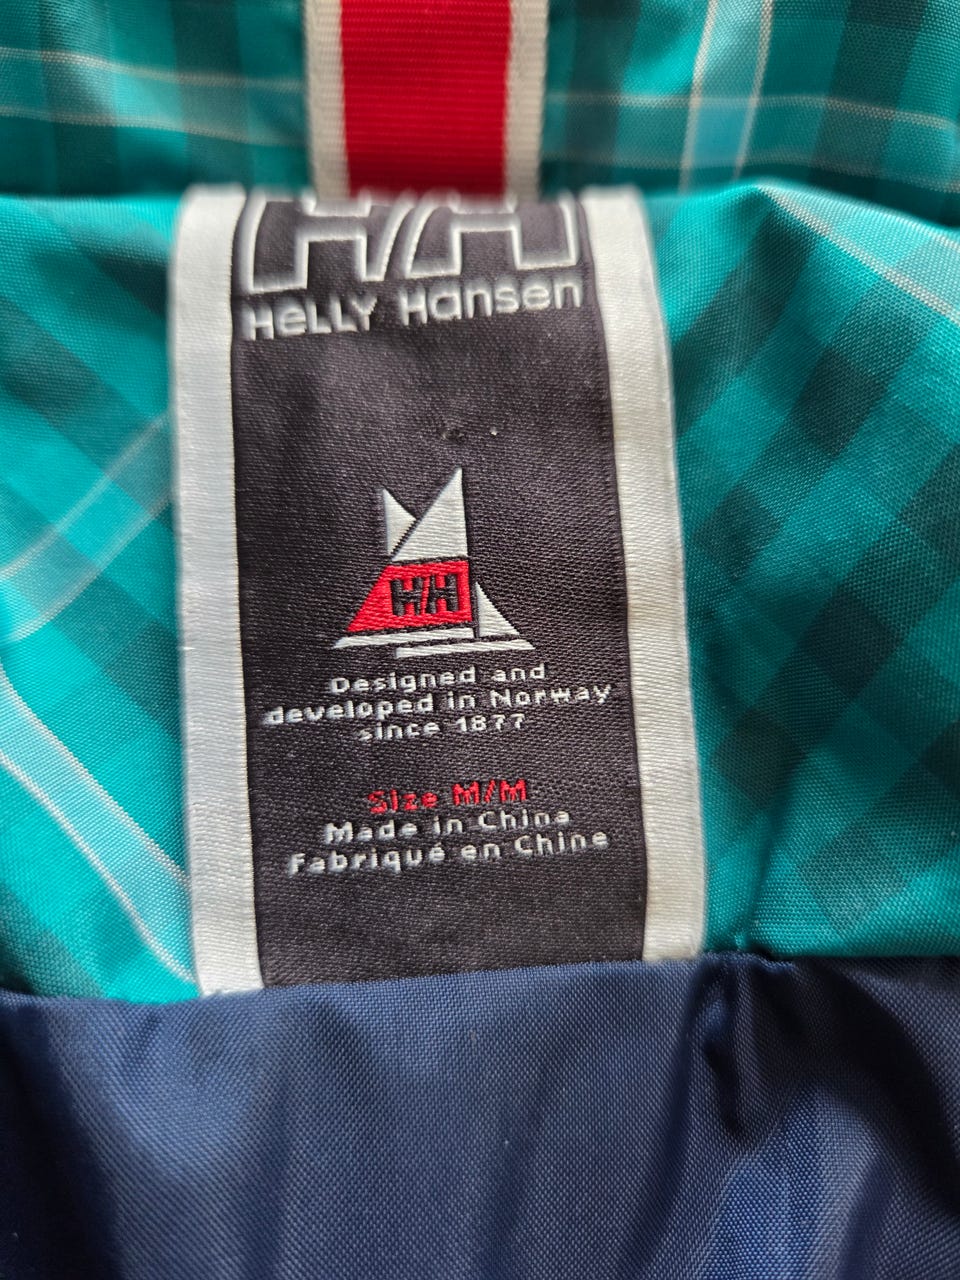 HH
Helly Hansen
HH
Designed and
developed in Norway
since 1877
Size M/M
Made in China
Fabriqué en Chine